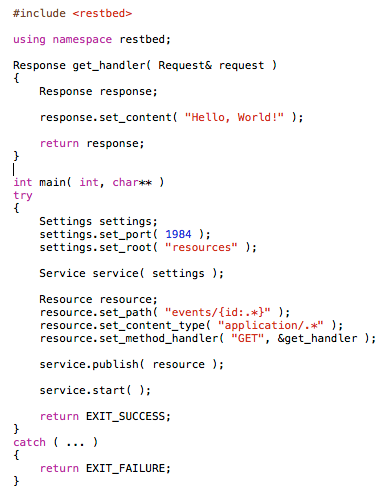 #include <restbed>
using namespace restbed;
Response get_handler( Request& request )
{
    Response response;
    response.set_content( "Hello, World!" );
    return response;
}
int main( int, char** )
try
{
    Settings settings;
    settings.set_port( 1984 );
    settings.set_root( "resources" );
    Service service( settings );
    Resource resource;
    resource.set_path( "events/{id:.*}" );
    resource.set_content_type( "application/.*" );
    resource.set_method_handler( "GET", &get_handler );
    service.publish( resource );
    service.start( );
    return EXIT_SUCCESS;
}
catch ( ... )
{
    return EXIT_FAILURE;
}